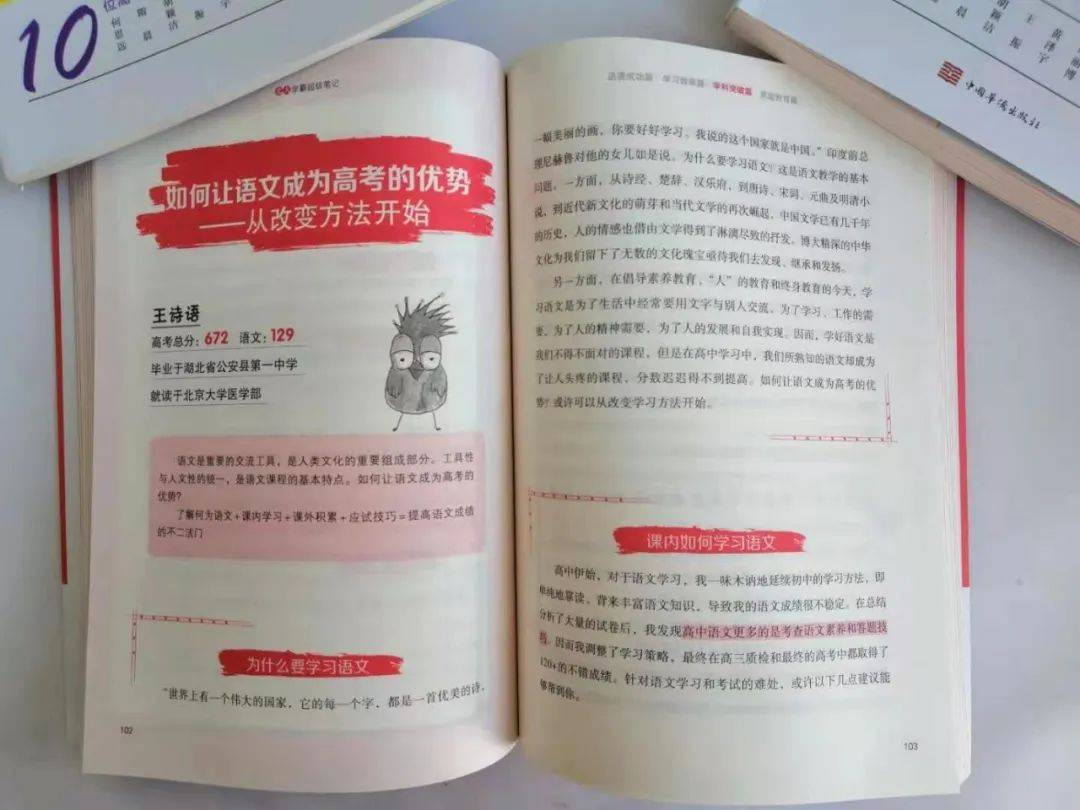 10
位高
何思远
隋晨
胡颖洁
振
宇
胡颖洁
王振宇
黄泽博
晨
丽
中国华侨出版社
北大学霸超级笔记
如何让语文成为高考的优势
——从改变方法开始
王诗语
高考总分：672 语文：129
毕业于湖北省公安县第一中学
就读于北京大学医学部
语文是重要的交流工具，是人类文化的重要组成部分。工具性
与人文性的统一，是语文课程的基本特点。如何让语文成为高考的
优势？
了解何为语文+课内学习+课外积累+应试技巧=提高语文成绩
的不二法门
为什么要学习语文
“世界上有一个伟大的国家，它的每一个字，都是一首优美的诗，
102
学习效率篇 学科突破篇 家庭教育篇
一幅美丽的画，你要好好学习。我说的这个国家就是中国。”印度前总
理尼赫鲁对他的女儿如是说。为什么要学习语文？这是语文教学的基本
问题。一方面，从诗经、楚辞、汉乐府，到唐诗、宋词、元曲及明清小
说，到近代新文化的萌芽和当代文学的再次崛起，中国文学已有几千年
的历史，人的情感也借由文学得到了淋漓尽致的抒发。博大精深的中华
文化为我们留下了无数的文化瑰宝亟待我们去发现、继承和发扬。
另一方面，在倡导素养教育，“人”的教育和终身教育的今天，学
习语文是为了生活中经常要用文字与别人交流，为了学习、工作的需
要，为了人的精神需要，为了人的发展和自我实现。因而，学好语文是
我们不得不面对的课程，但是在高中学习中，我们所熟知的语文却成为
了让人头疼的课程，分数迟迟得不到提高。如何让语文成为高考的优
势？或许可以从改变学习方法开始。
课内如何学习语文
高中伊始，对于语文学习，我一味木讷地延续初中的学习方法，即
单纯地靠读、背来丰富语文知识，导致我的语文成绩很不稳定。在总结
分析了大量的试卷后，我发现高中语文更多的是考查语文素养和答题技
巧。因而我调整了学习策略，最终在高三质检和最终的高考中都取得了
120+的不错成绩。针对语文学习和考试的难处，或许以下几点建议能
够帮到你。
103